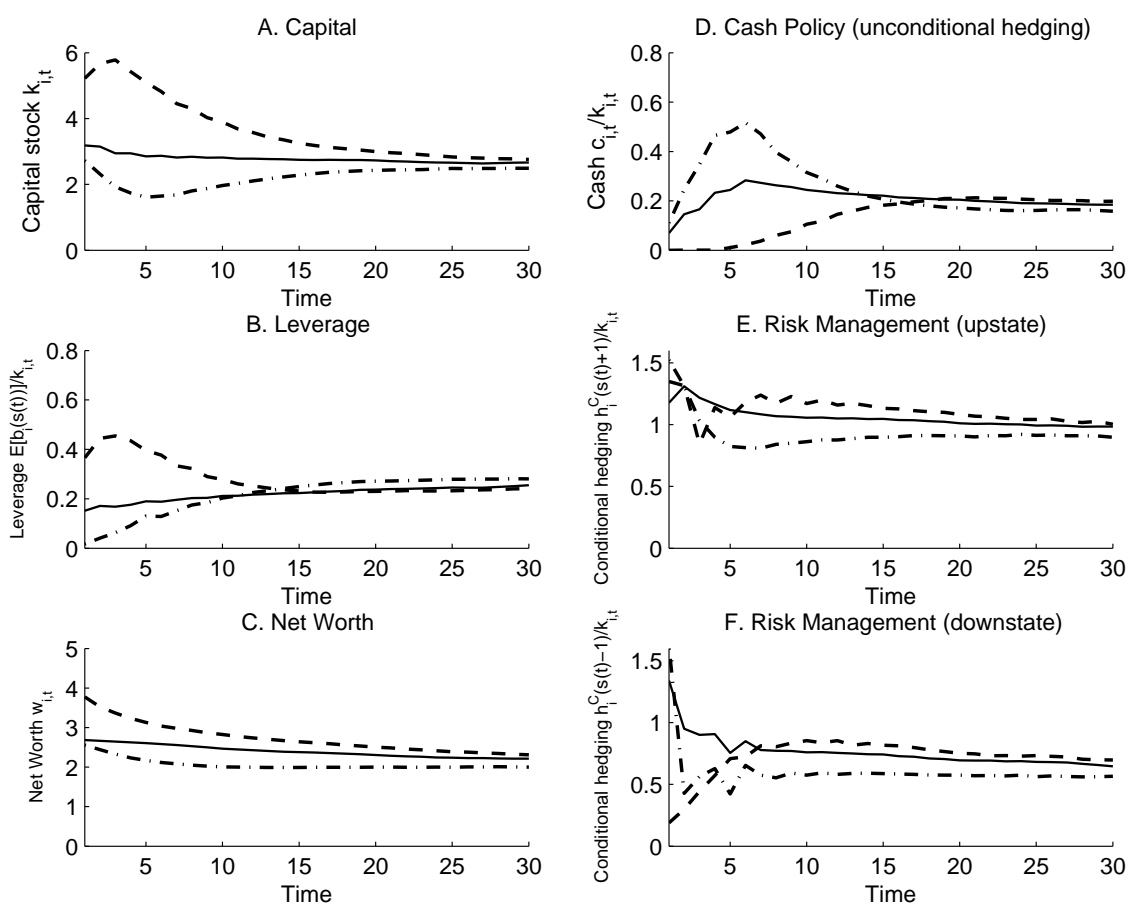 A. Capital
Capital stock k_{i,t}
6
4
2
0
5 10 15 20 25 30
Time
B. Leverage
Leverage E[b_i(s(t))]/k_{i,t}
0.8
0.6
0.4
0.2
0
5 10 15 20 25 30
Time
C. Net Worth
Net Worth w_{i,t}
5
4
3
2
1
0
5 10 15 20 25 30
Time
D. Cash Policy (unconditional hedging)
Cash c_{i,t}/k_{i,t}
0.8
0.6
0.4
0.2
0
5 10 15 20 25 30
Time
E. Risk Management (upstate)
Conditional hedging h_i^C(s(t)+1)/k_{i,t}
1.5
1
0.5
0
5 10 15 20 25 30
Time
F. Risk Management (downstate)
Conditional hedging h_i^C(s(t)−1)/k_{i,t}
1.5
1
0.5
0
5 10 15 20 25 30
Time